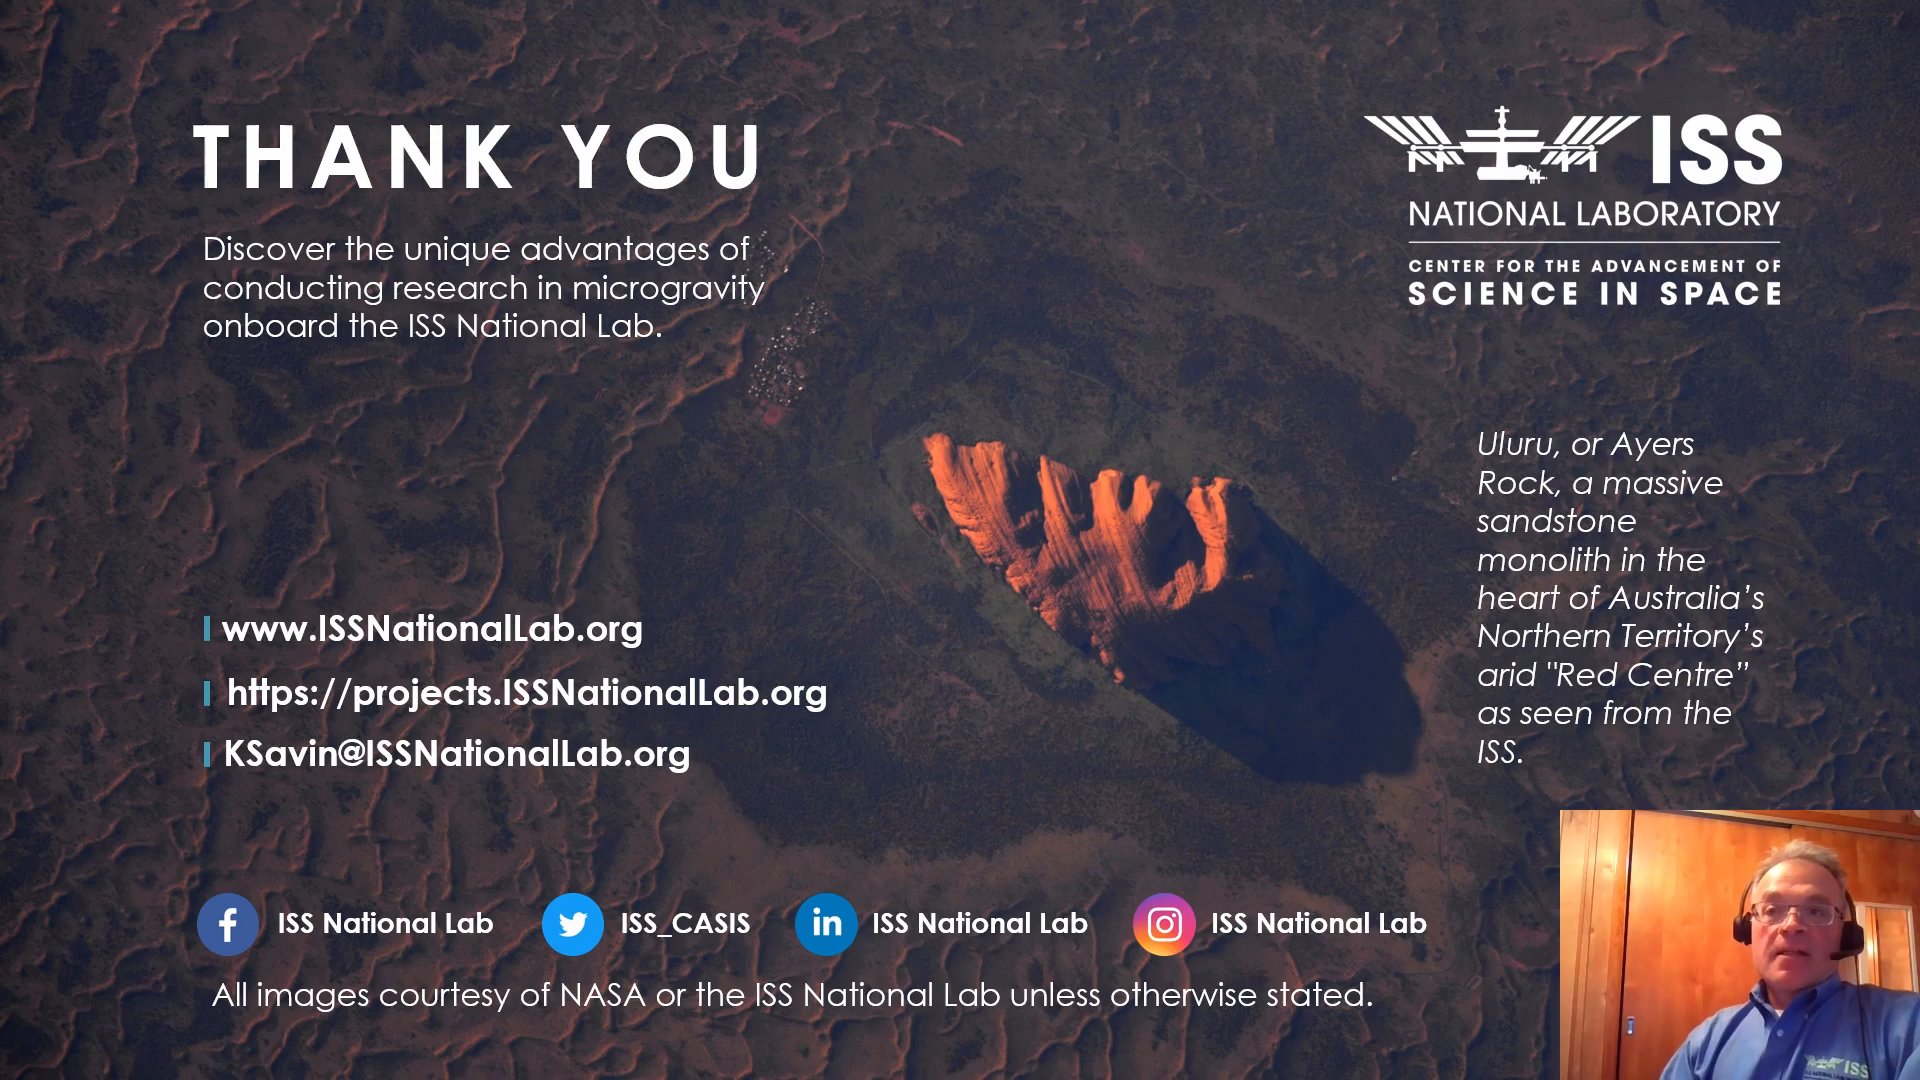 THANK YOU
Discover the unique advantages of
conducting research in microgravity
onboard the ISS National Lab.
ISS
NATIONAL LABORATORY
CENTER FOR THE ADVANCEMENT OF
SCIENCE IN SPACE
Uluru, or Ayers
Rock, a massive
sandstone
monolith in the
heart of Australia’s
Northern Territory’s
arid "Red Centre”
as seen from the
ISS.
www.ISSNationalLab.org
https://projects.ISSNationalLab.org
KSavin@ISSNationalLab.org
ISS National Lab
ISS_CASIS
in
ISS National Lab
ISS National Lab
All images courtesy of NASA or the ISS National Lab unless otherwise stated.
ISS